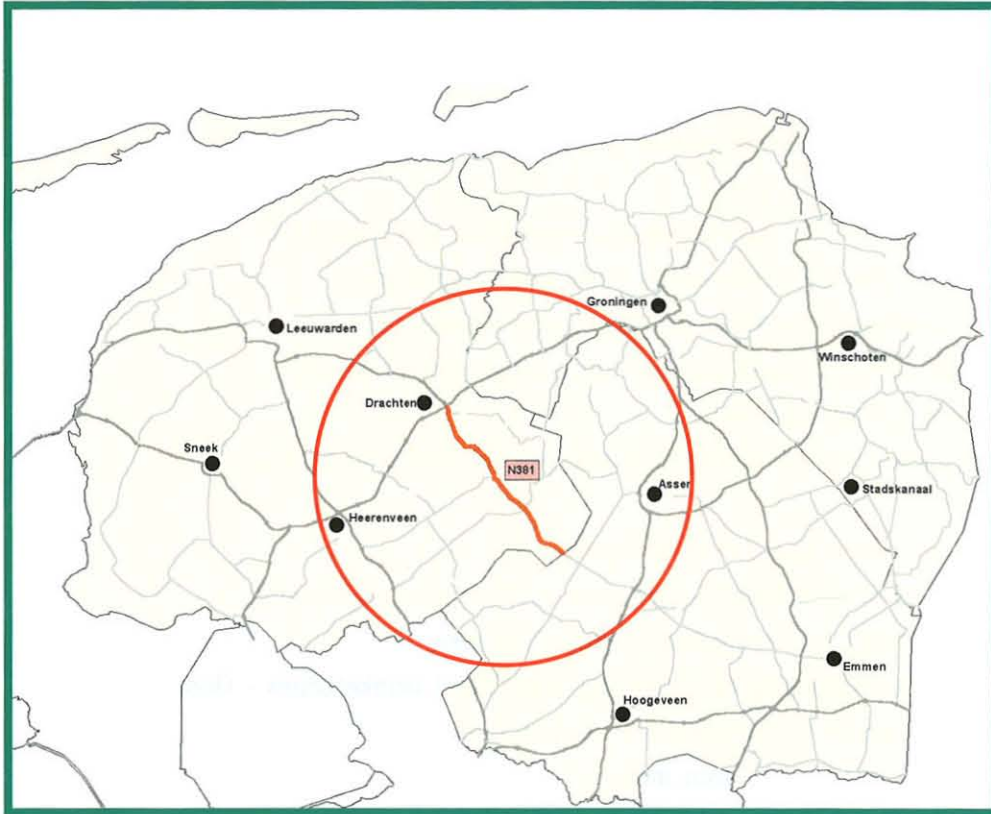 Groningen
Leeuwarden
Winschoten
Drachten
Sneek
N381
Assen
Stadskanaal
Heerenveen
Emmen
Hoogeveen